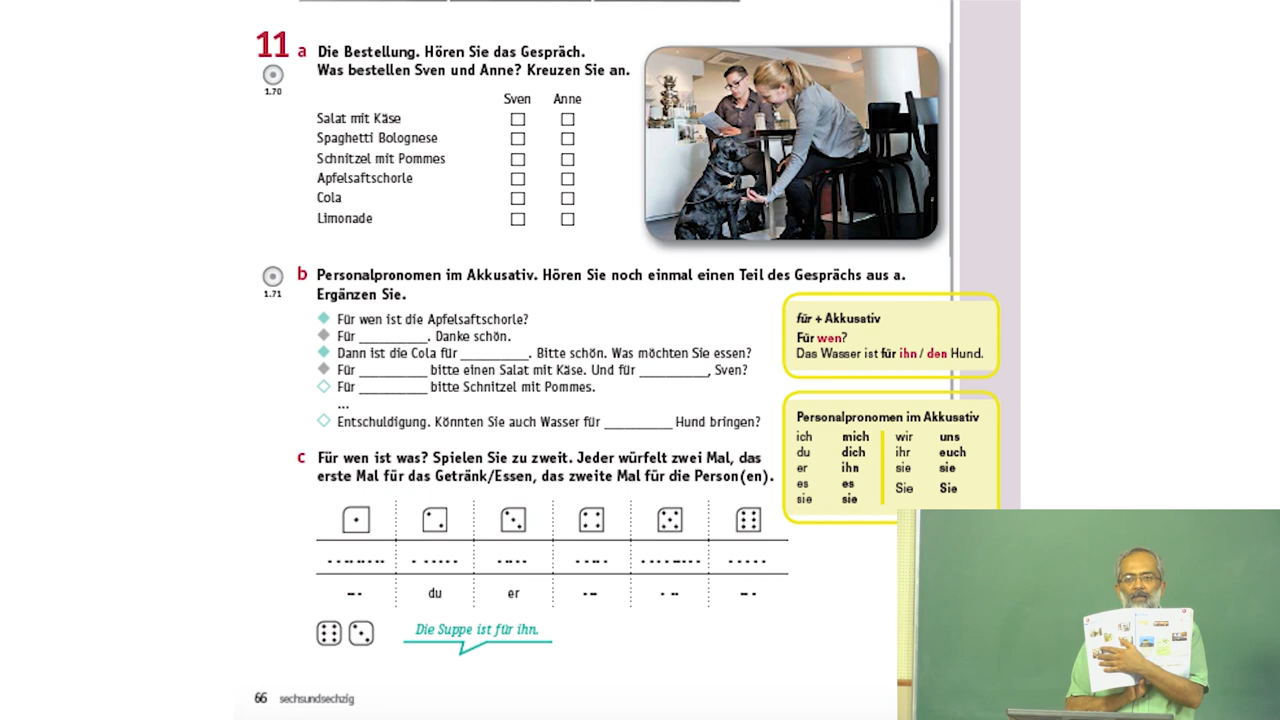 11 a Die Bestellung. Hören Sie das Gespräch.
Was bestellen Sven und Anne? Kreuzen Sie an.
1.70
Sven Anne
Salat mit Käse
Spaghetti Bolognese
Schnitzel mit Pommes
Apfelsaftschorle
Cola
Limonade
b Personalpronomen im Akkusativ. Hören Sie noch einmal einen Teil des Gesprächs aus a.
1.71
Ergänzen Sie.
Für wen ist die Apfelsaftschorle?
Für __________. Danke schön.
Dann ist die Cola für __________. Bitte schön. Was möchten Sie essen?
Für __________ bitte einen Salat mit Käse. Und für __________, Sven?
Für __________ bitte Schnitzel mit Pommes.
...
Entschuldigung. Könnten Sie auch Wasser für __________ Hund bringen?
für + Akkusativ
Für wen?
Das Wasser ist für ihn / den Hund.
Personalpronomen im Akkusativ
ich mich wir uns
du dich ihr euch
er ihn sie sie
es es Sie Sie
sie sie
c Für wen ist was? Spielen Sie zu zweit. Jeder würfelt zwei Mal, das
erste Mal für das Getränk/Essen, das zweite Mal für die Person(en).
du er
Die Suppe ist für ihn.
66 sechsundsechzig